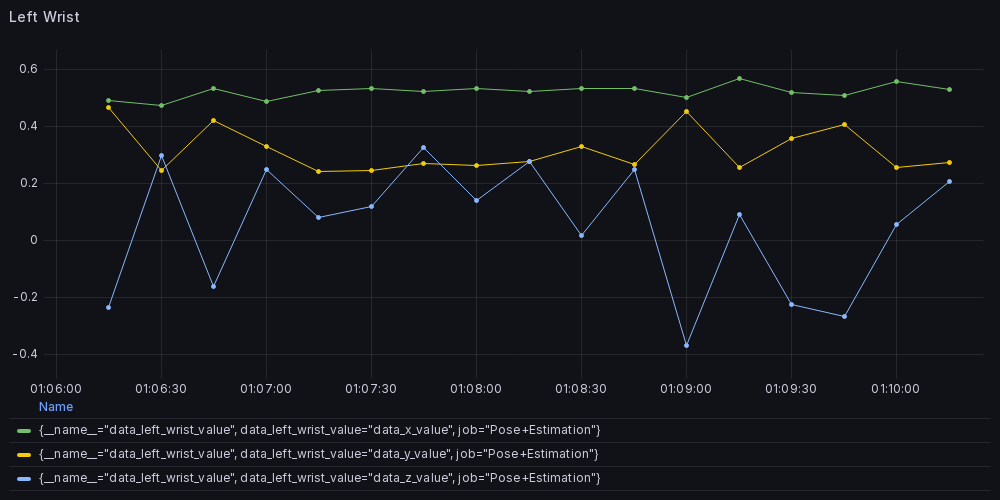 Left Wrist
0.6
0.4
0.2
0
-0.2
-0.4
01:06:00 01:06:30 01:07:00 01:07:30 01:08:00 01:08:30 01:09:00 01:09:30 01:10:00
Name
{__name__="data_left_wrist_value", data_left_wrist_value="data_x_value", job="Pose+Estimation"}
{__name__="data_left_wrist_value", data_left_wrist_value="data_y_value", job="Pose+Estimation"}
{__name__="data_left_wrist_value", data_left_wrist_value="data_z_value", job="Pose+Estimation"}